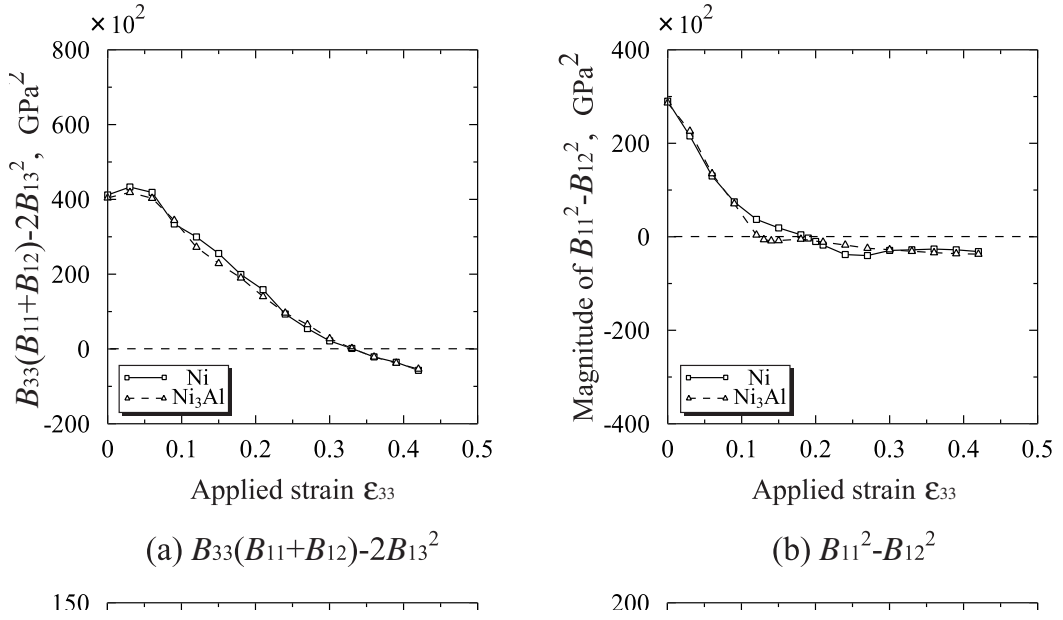 ×10²
800
600
400
200
0
-200
0 0.1 0.2 0.3 0.4 0.5
B₃₃(B₁₁+B₁₂)-2B₁₃², GPa²
Ni
Ni₃Al
Applied strain ε₃₃
(a) B₃₃(B₁₁+B₁₂)-2B₁₃²
×10²
400
200
0
-200
-400
0 0.1 0.2 0.3 0.4 0.5
Magnitude of B₁₁²-B₁₂², GPa²
Ni
Ni₃Al
Applied strain ε₃₃
(b) B₁₁²-B₁₂²
150
200